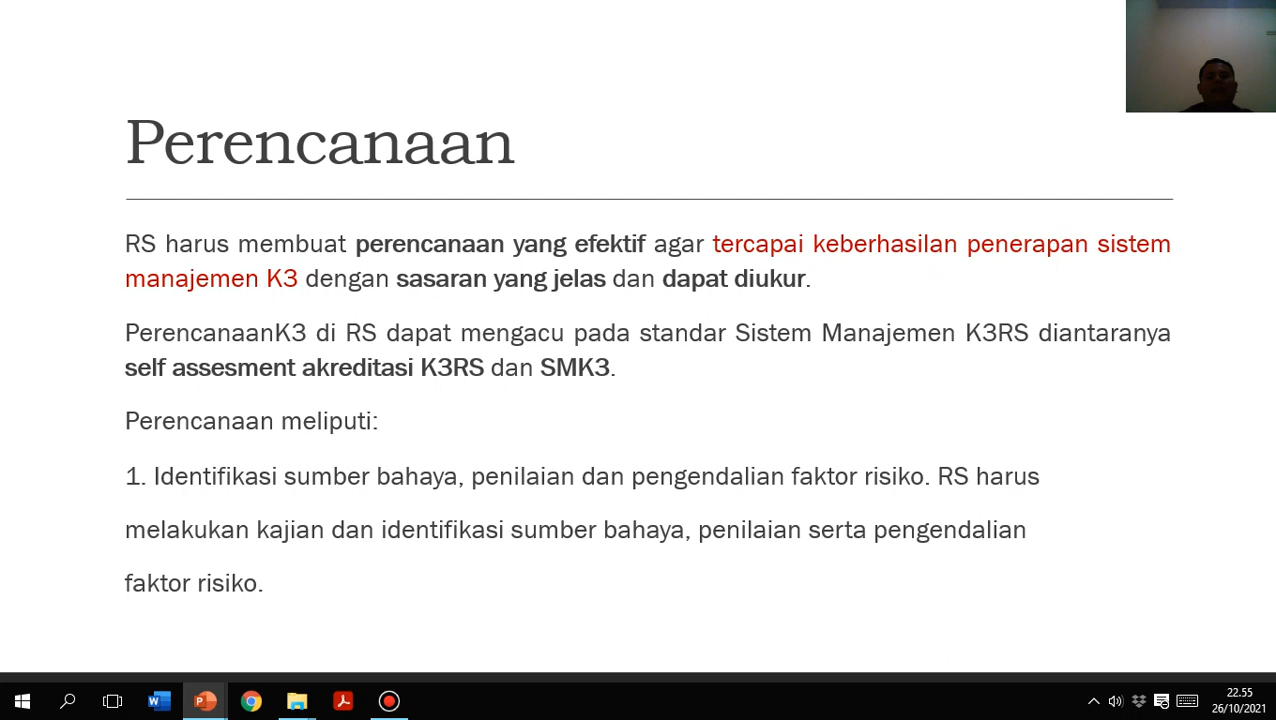 Perencanaan
RS harus membuat perencanaan yang efektif agar tercapai keberhasilan penerapan sistem
manajemen K3 dengan sasaran yang jelas dan dapat diukur.
PerencanaanK3 di RS dapat mengacu pada standar Sistem Manajemen K3RS diantaranya
self assesment akreditasi K3RS dan SMK3.
Perencanaan meliputi:
1. Identifikasi sumber bahaya, penilaian dan pengendalian faktor risiko. RS harus
melakukan kajian dan identifikasi sumber bahaya, penilaian serta pengendalian
faktor risiko.
22.55
26/10/2021